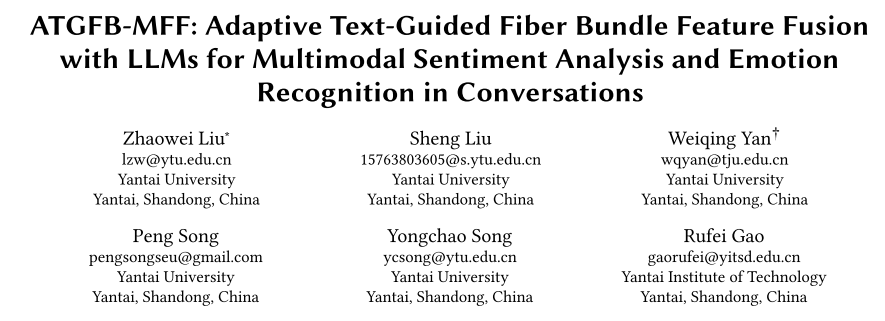 ATGFB-MFF: Adaptive Text-Guided Fiber Bundle Feature Fusion
with LLMs for Multimodal Sentiment Analysis and Emotion
Recognition in Conversations
Zhaowei Liu*
lzw@ytu.edu.cn
Yantai University
Yantai, Shandong, China
Sheng Liu
15763803605@s.ytu.edu.cn
Yantai University
Yantai, Shandong, China
Weiqing Yan†
wqyan@tju.edu.cn
Yantai University
Yantai, Shandong, China
Peng Song
pengsongseu@gmail.com
Yantai University
Yantai, Shandong, China
Yongchao Song
ycsong@ytu.edu.cn
Yantai University
Yantai, Shandong, China
Rufei Gao
gaorufei@yitsd.edu.cn
Yantai Institute of Technology
Yantai, Shandong, China